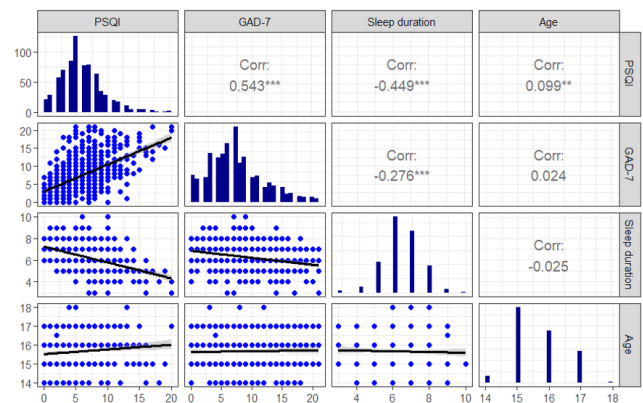 PSQI GAD-7 Sleep duration Age
100
50
0
Corr:
0.543***
Corr:
-0.449***
Corr:
0.099**
PSQI
20
15
10
5
0
Corr:
-0.276***
Corr:
0.024
GAD-7
10
8
6
4
Corr:
-0.025
Sleep duration
18
17
16
15
14
Age
0 5 10 15 20 0 5 10 15 20 4 6 8 10 14 15 16 17 18